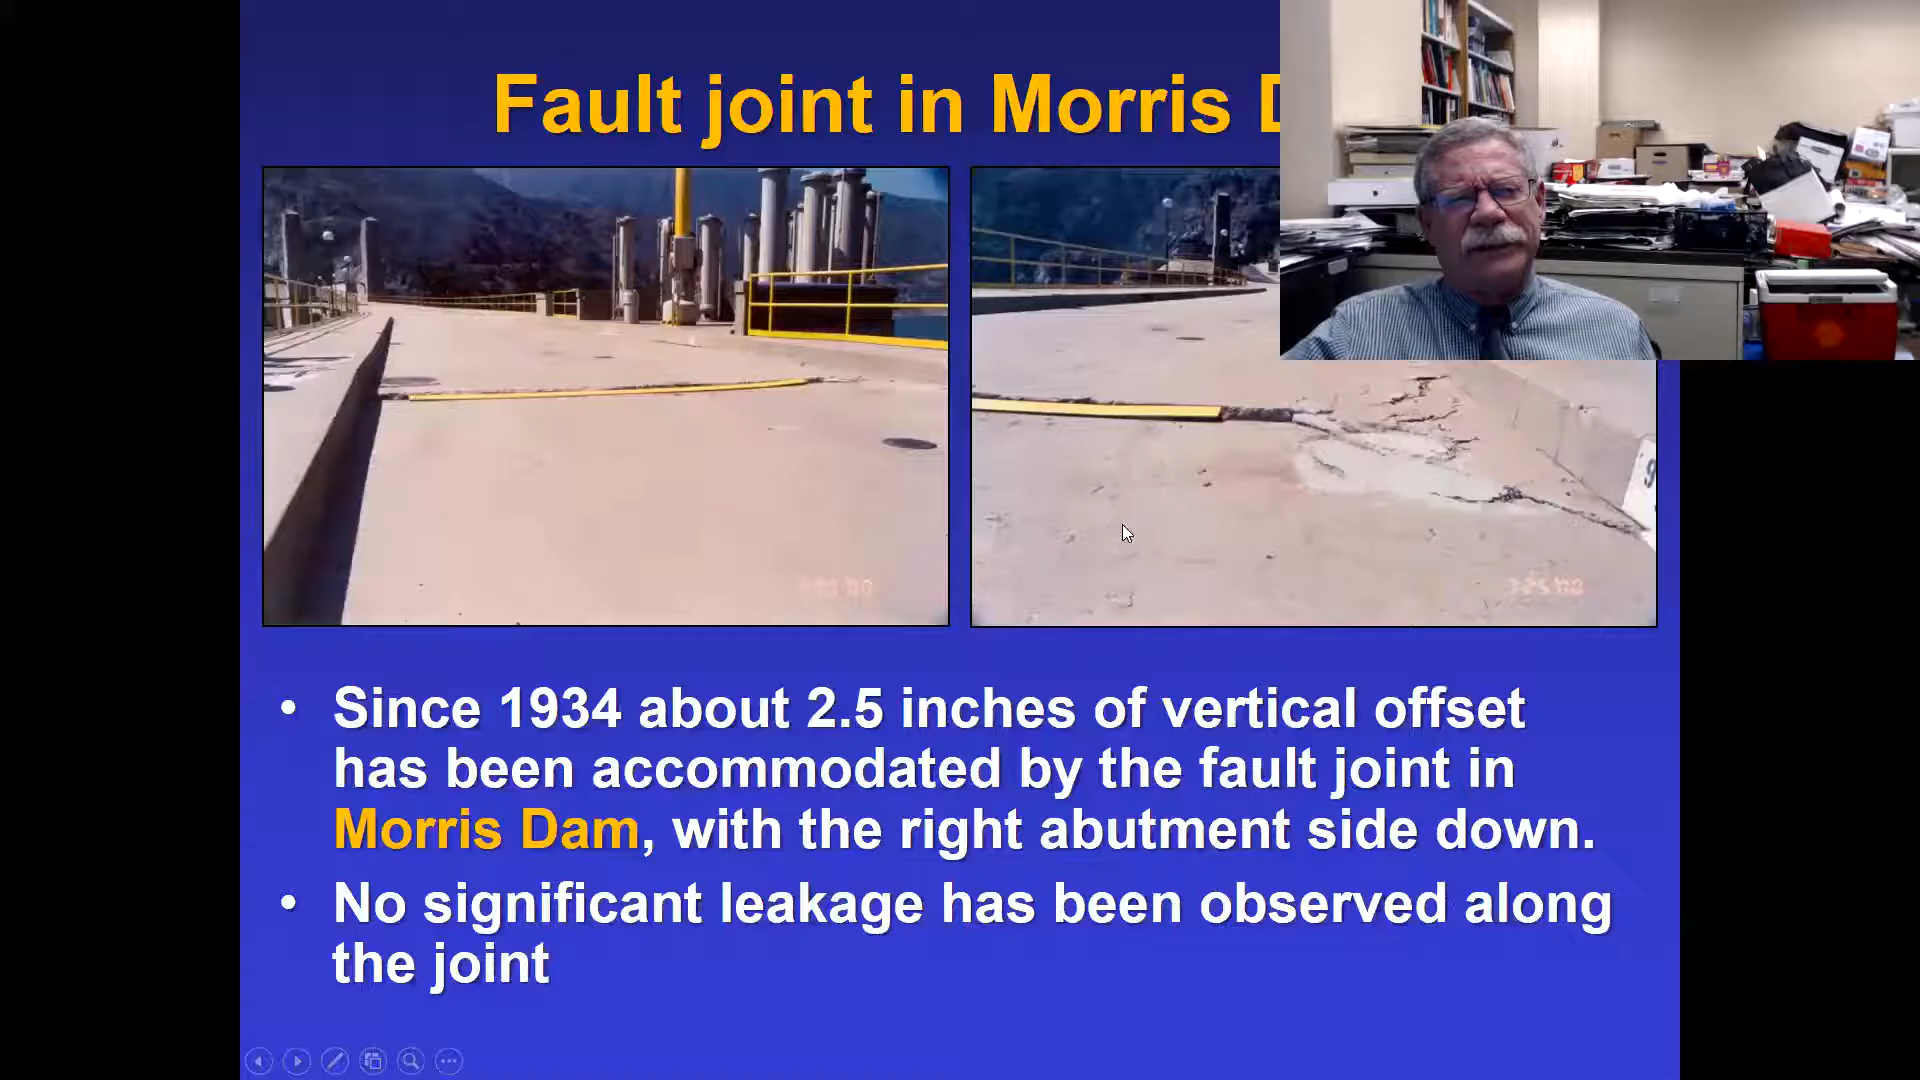 Fault joint in Morris D
• Since 1934 about 2.5 inches of vertical offset
has been accommodated by the fault joint in
Morris Dam, with the right abutment side down.
• No significant leakage has been observed along
the joint
9